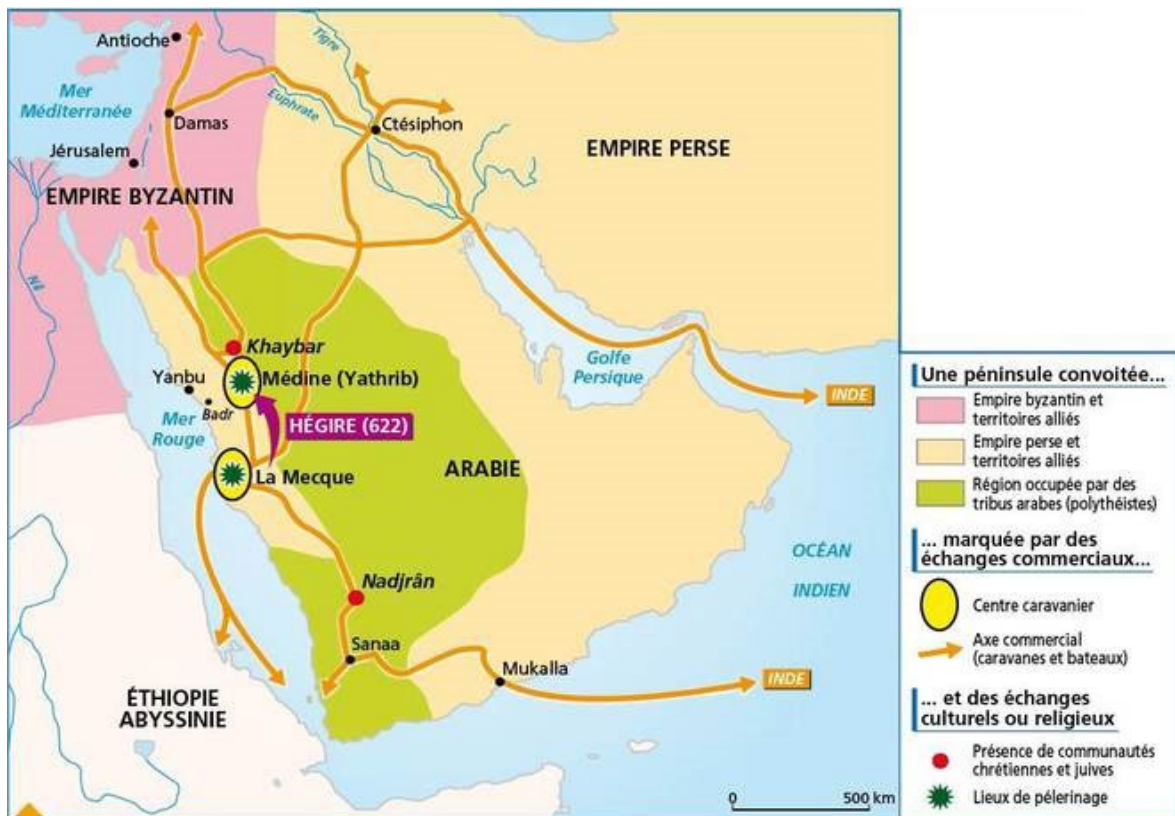 Antioche
Mer
Méditerranée
Damas
Jérusalem
EMPIRE BYZANTIN
Nil
Tigre
Euphrate
Ctésiphon
EMPIRE PERSE
Khaybar
Médine (Yathrib)
Yanbu
Badr
Mer
Rouge
HÉGIRE (622)
La Mecque
ARABIE
Golfe
Persique
INDE
Nadjrân
Sanaa
Mukalla
INDE
OCÉAN
INDIEN
ÉTHIOPIE
ABYSSINIE
0 500 km
Une péninsule convoitée...
Empire byzantin et
territoires alliés
Empire perse et
territoires alliés
Région occupée par des
tribus arabes (polythéistes)
... marquée par des
échanges commerciaux...
Centre caravanier
Axe commercial
(caravanes et bateaux)
... et des échanges
culturels ou religieux
Présence de communautés
chrétiennes et juives
Lieux de pélerinage